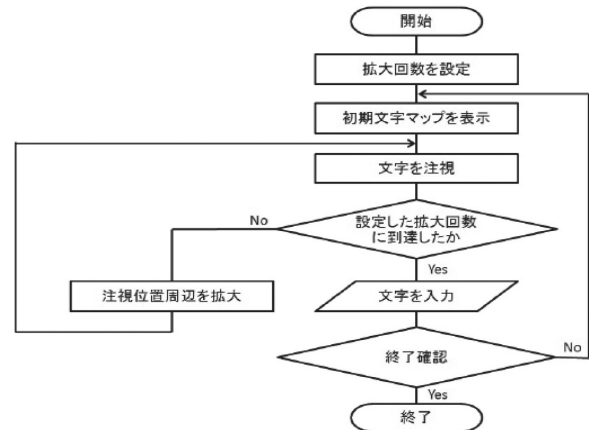 開始
拡大回数を設定
初期文字マップを表示
文字を注視
設定した拡大回数
に到達したか
No
Yes
注視位置周辺を拡大
文字を入力
終了確認
No
Yes
終了